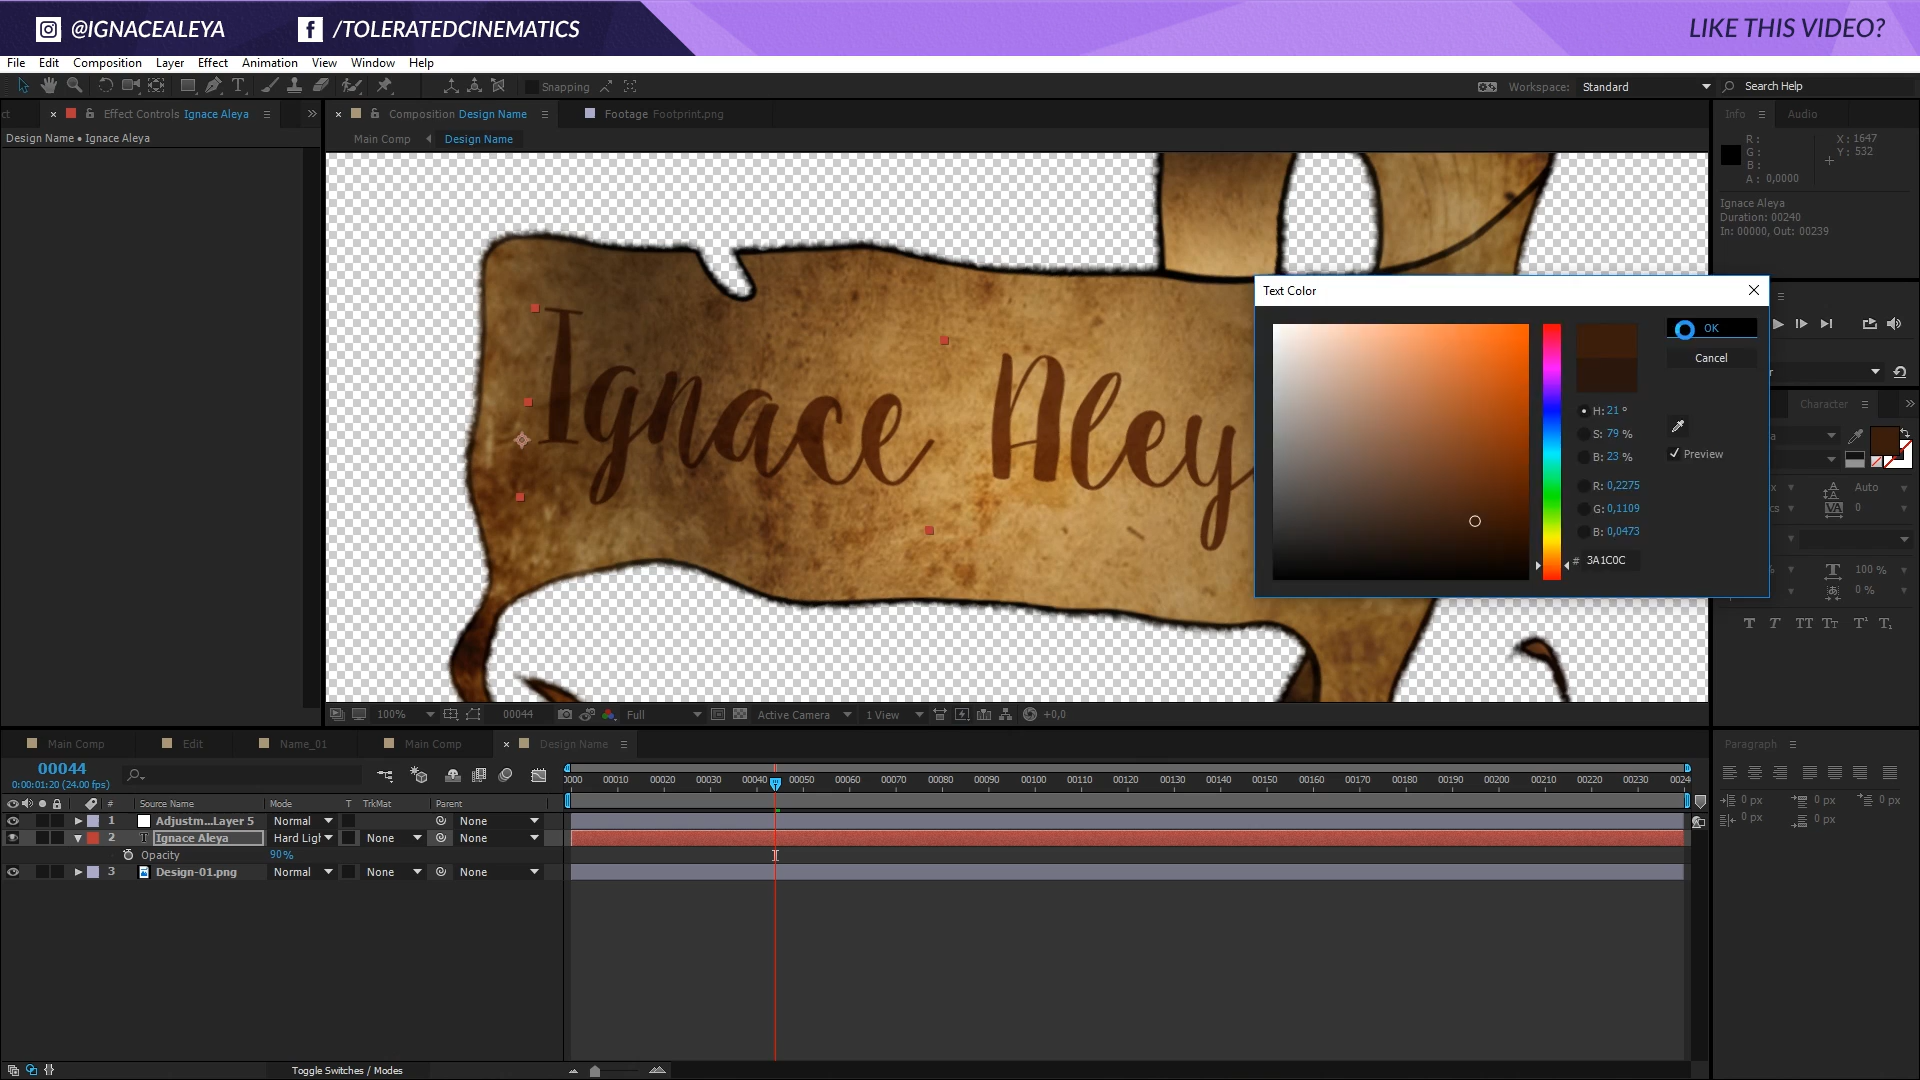 @IGNACEALEYA /TOLERATEDCINEMATICS LIKE THIS VIDEO?
File Edit Composition Layer Effect Animation View Window Help
Snapping Workspace: Standard Search Help
Effect Controls Ignace Aleya Composition Design Name Footage Footprint.png Info Audio
Design Name • Ignace Aleya Main Comp Design Name
R: X: 1647
G: Y: 532
B:
A: 0,0000
Ignace Aleya
Duration: 00240
In: 00000, Out: 00239
Ignace Aley
Text Color
OK
Cancel
H: 21 °
S: 79 %
B: 23 %
Preview
R: 0,2275
G: 0,1109
B: 0,0473
# 3A1C0C
Character
Auto
0
100 %
0 %
T T TT Tt T¹ T₁
100% 00044 Full Active Camera 1 View +0,0
Main Comp Edit Name_01 Main Comp Design Name
00044
0:00:01:20 (24.00 fps)
0000 00010 00020 00030 00040 00050 00060 00070 00080 00090 00100 00110 00120 00130 00140 00150 00160 00170 00180 00190 00200 00210 00220 00230 0024
# Source Name Mode T TrkMat Parent
1 Adjustm...Layer 5 Normal None
2 T Ignace Aleya Hard Ligh None None
Opacity 90%
3 Design-01.png Normal None None
Toggle Switches / Modes
Paragraph
0 px 0 px 0 px
0 px 0 px